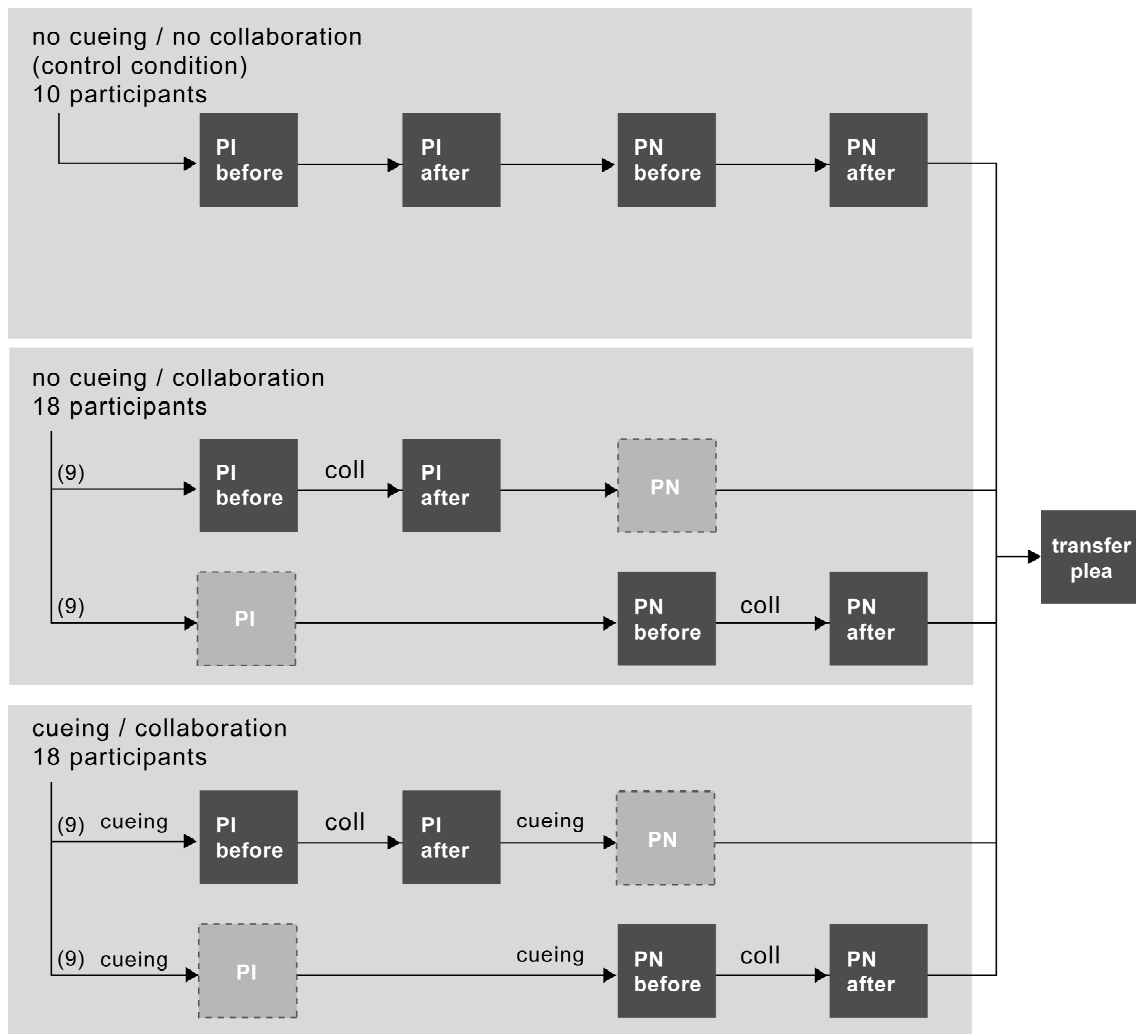 no cueing / no collaboration
(control condition)
10 participants
PI
before
PI
after
PN
before
PN
after
no cueing / collaboration
18 participants
(9)
PI
before
coll
PI
after
PN
(9)
PI
PN
before
coll
PN
after
transfer
plea
cueing / collaboration
18 participants
(9) cueing
PI
before
coll
PI
after
cueing
PN
(9) cueing
PI
cueing
PN
before
coll
PN
after